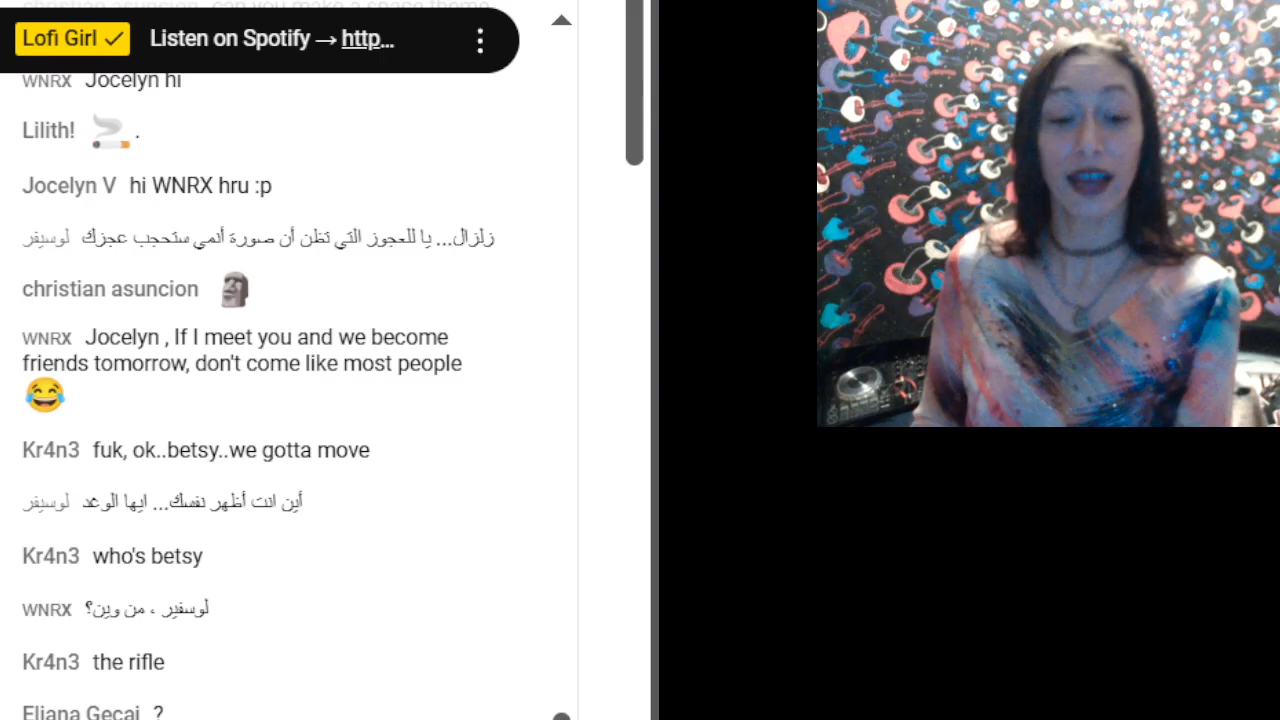 Lofi Girl Listen on Spotify → http...
WNRX Jocelyn hi
Lilith! .
Jocelyn V hi WNRX hru :p
لوسيفر زلزال... يا للعجوز التي تظن أن صورة أنمي ستحجب عجزك
christian asuncion 🗿
WNRX Jocelyn , If I meet you and we become
friends tomorrow, don't come like most people
😂
Kr4n3 fuk, ok..betsy..we gotta move
لوسيفر أين انت أظهر نفسك... ايها الوغد
Kr4n3 who's betsy
WNRX لوسفير ، من وين؟
Kr4n3 the rifle
Eliana Gecaj ?